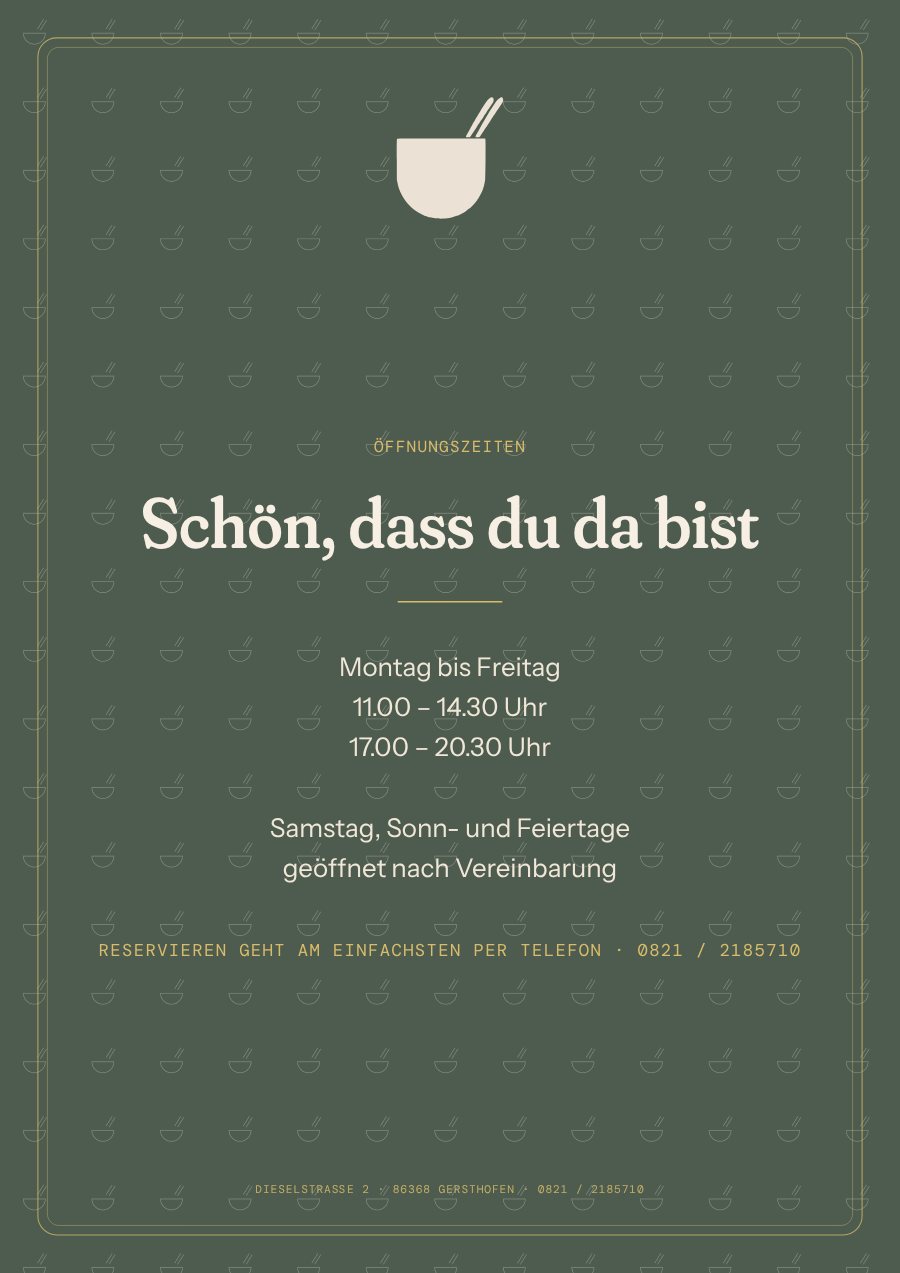 ÖFFNUNGSZEITEN
Schön, dass du da bist
Montag bis Freitag
11.00 – 14.30 Uhr
17.00 – 20.30 Uhr
Samstag, Sonn- und Feiertage
geöffnet nach Vereinbarung
RESERVIEREN GEHT AM EINFACHSTEN PER TELEFON · 0821 / 2185710
DIESELSTRASSE 2 · 86368 GERSTHOFEN · 0821 / 2185710